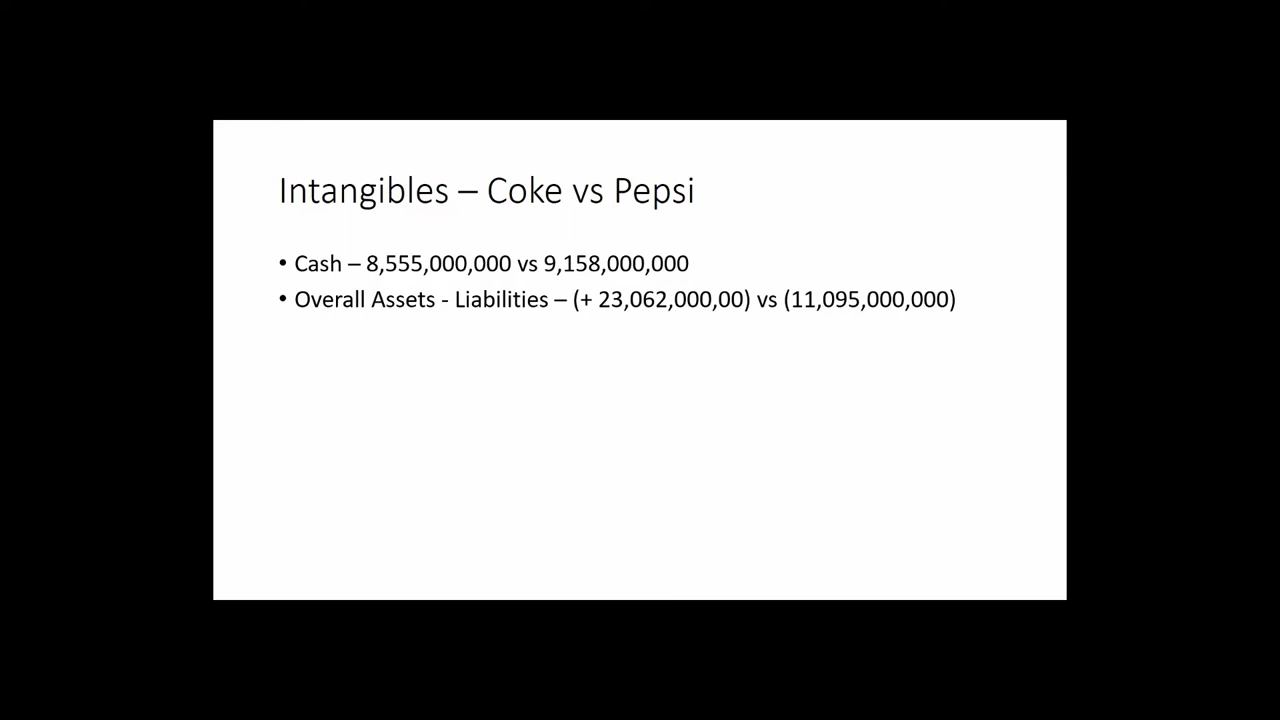 Intangibles – Coke vs Pepsi
• Cash – 8,555,000,000 vs 9,158,000,000
• Overall Assets - Liabilities – (+ 23,062,000,00) vs (11,095,000,000)